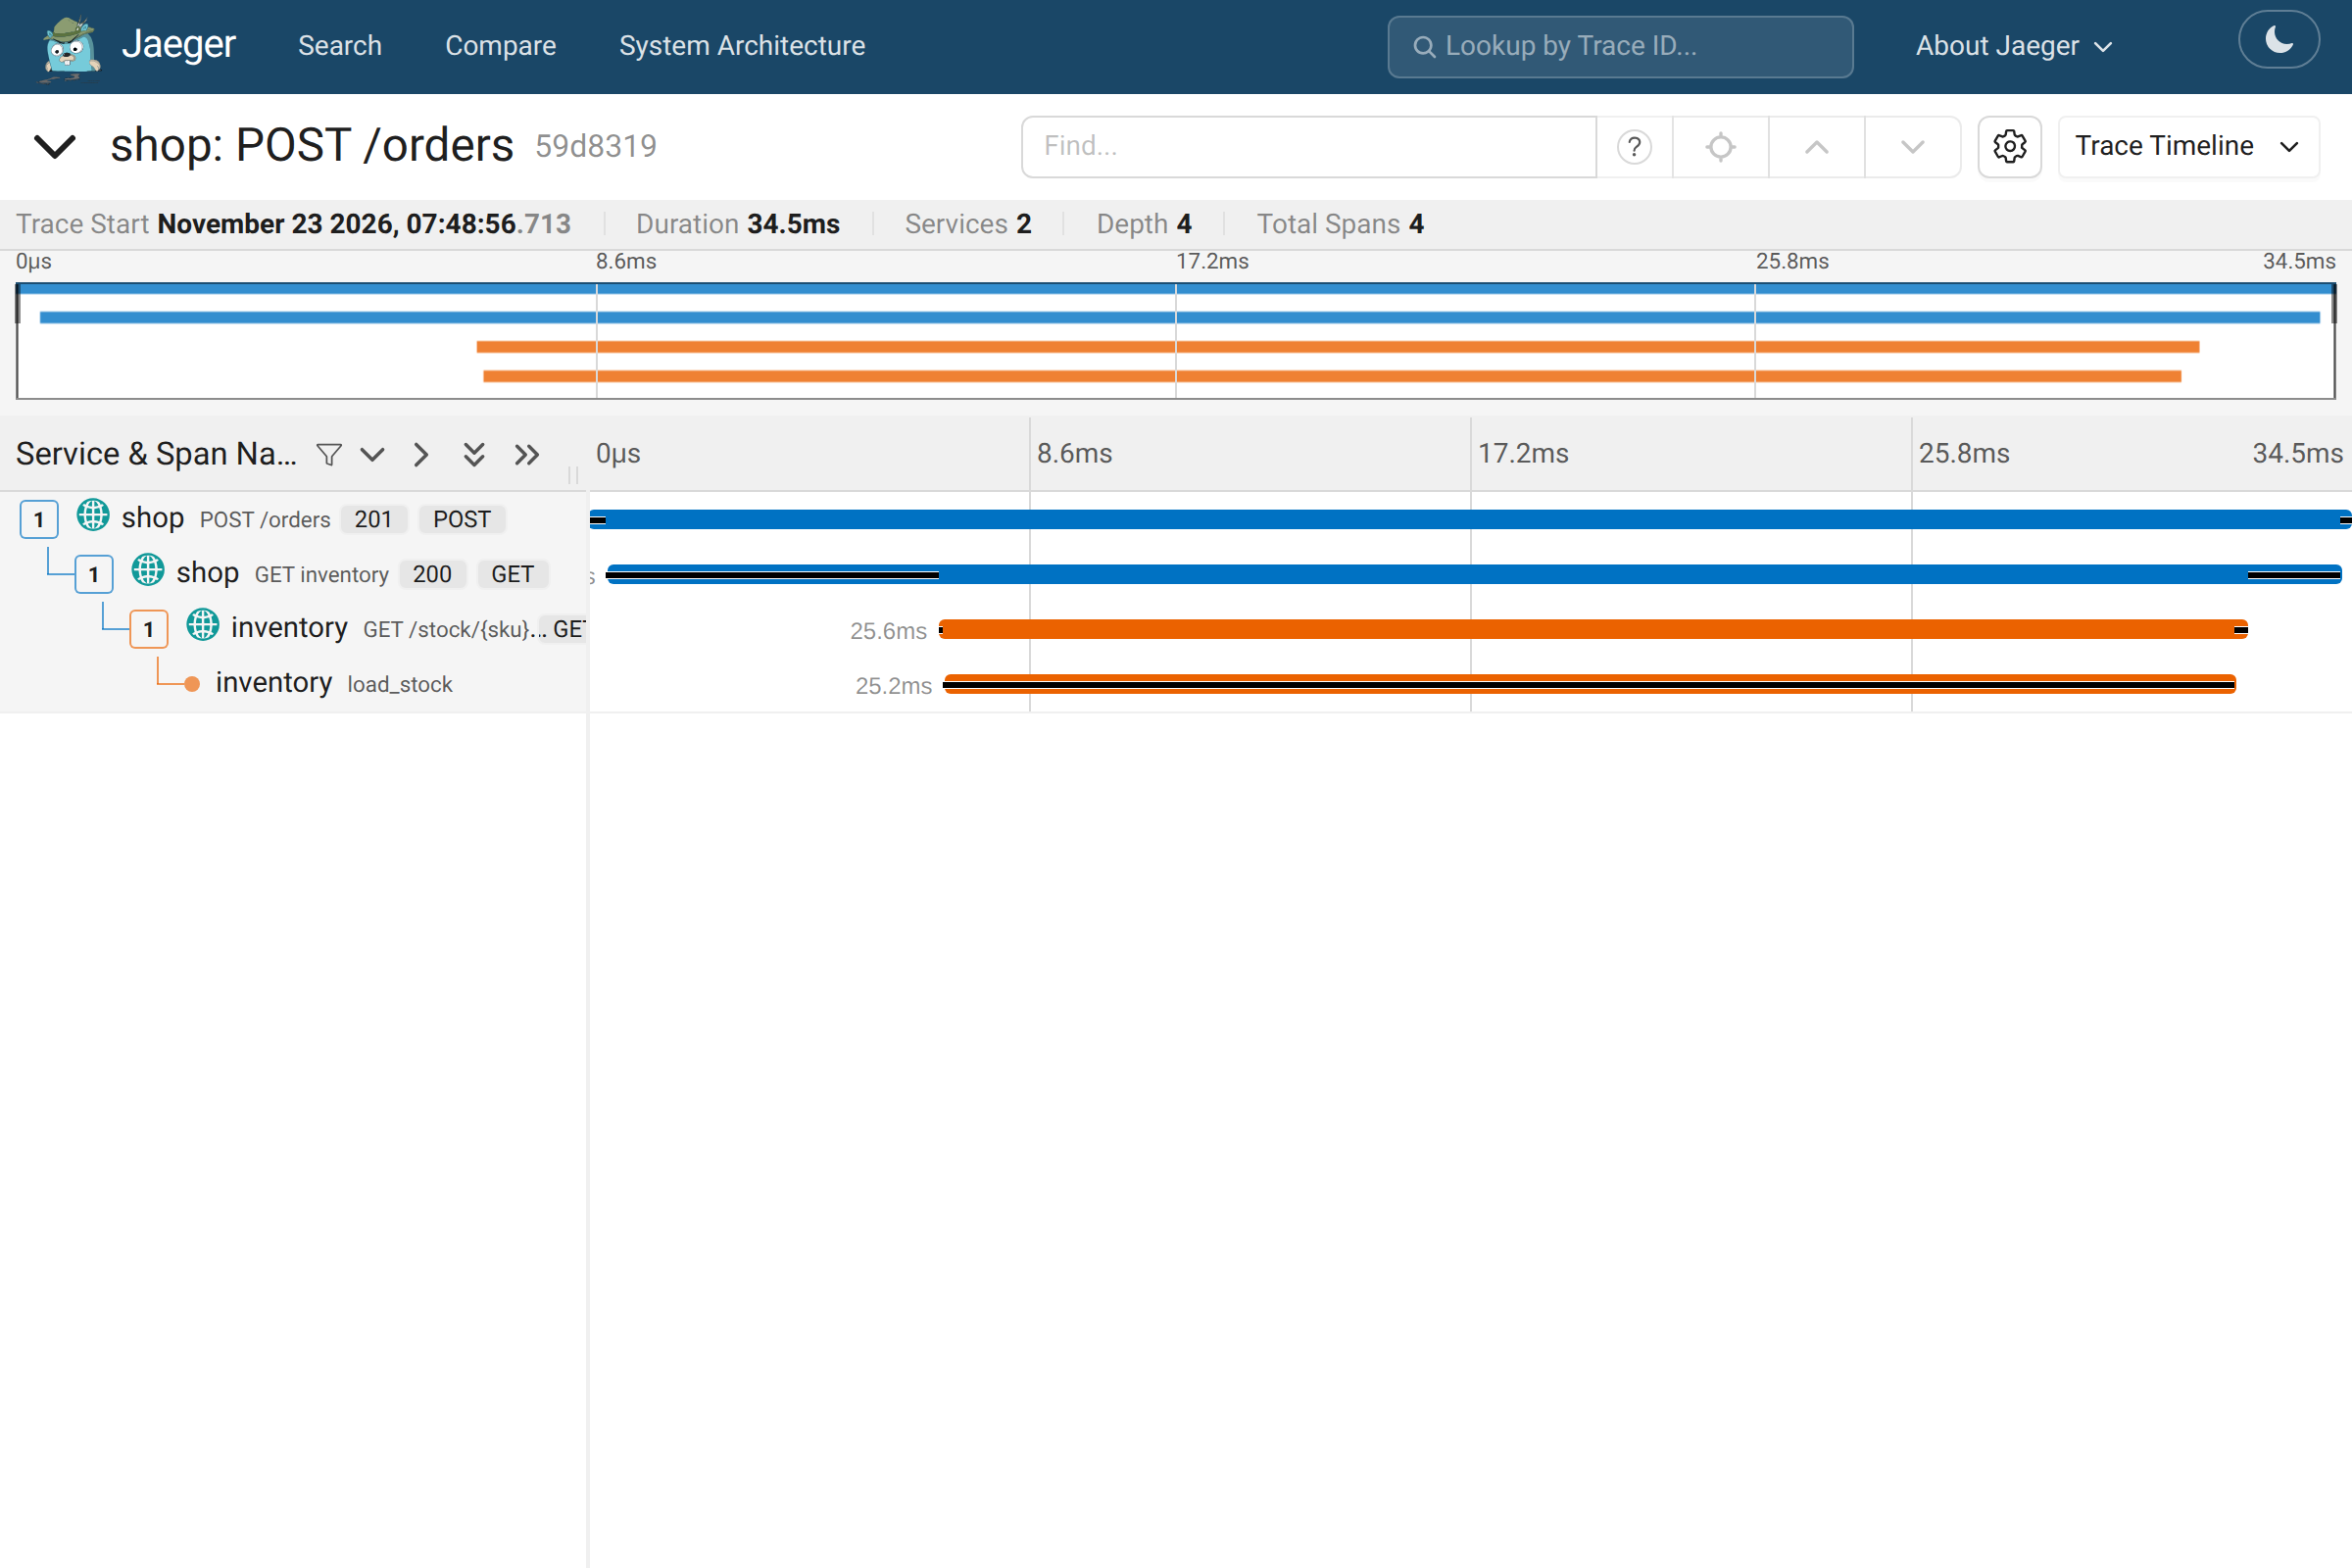 Jaeger Search Compare System Architecture Lookup by Trace ID... About Jaeger
shop: POST /orders 59d8319 Find... ? Trace Timeline
Trace Start November 23 2026, 07:48:56.713 Duration 34.5ms Services 2 Depth 4 Total Spans 4
0μs 8.6ms 17.2ms 25.8ms 34.5ms
Service & Span Na... 0μs 8.6ms 17.2ms 25.8ms 34.5ms
1 shop POST /orders 201 POST
1 shop GET inventory 200 GET s
1 inventory GET /stock/{sku}... GET 25.6ms
inventory load_stock 25.2ms